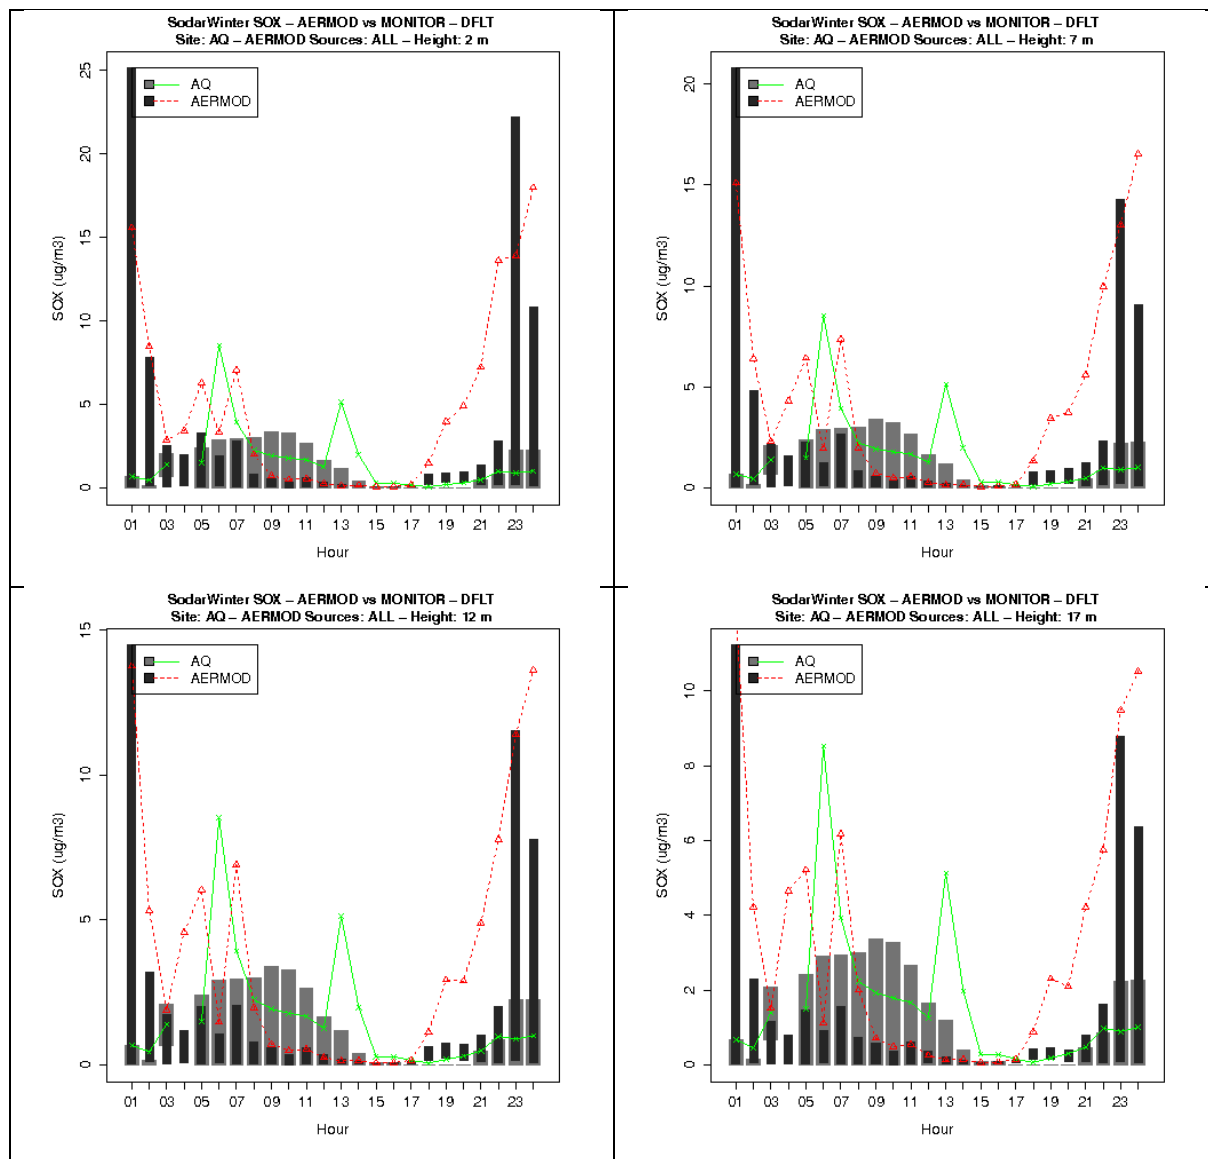 SodarWinter SOX – AERMOD vs MONITOR – DFLT
Site: AQ – AERMOD Sources: ALL – Height: 2 m
AQ
AERMOD
SOX (ug/m3)
0 5 10 15 20 25
01 03 05 07 09 11 13 15 17 19 21 23
Hour
SodarWinter SOX – AERMOD vs MONITOR – DFLT
Site: AQ – AERMOD Sources: ALL – Height: 7 m
AQ
AERMOD
SOX (ug/m3)
0 5 10 15 20
01 03 05 07 09 11 13 15 17 19 21 23
Hour
SodarWinter SOX – AERMOD vs MONITOR – DFLT
Site: AQ – AERMOD Sources: ALL – Height: 12 m
AQ
AERMOD
SOX (ug/m3)
0 5 10 15
01 03 05 07 09 11 13 15 17 19 21 23
Hour
SodarWinter SOX – AERMOD vs MONITOR – DFLT
Site: AQ – AERMOD Sources: ALL – Height: 17 m
AQ
AERMOD
SOX (ug/m3)
0 2 4 6 8 10
01 03 05 07 09 11 13 15 17 19 21 23
Hour